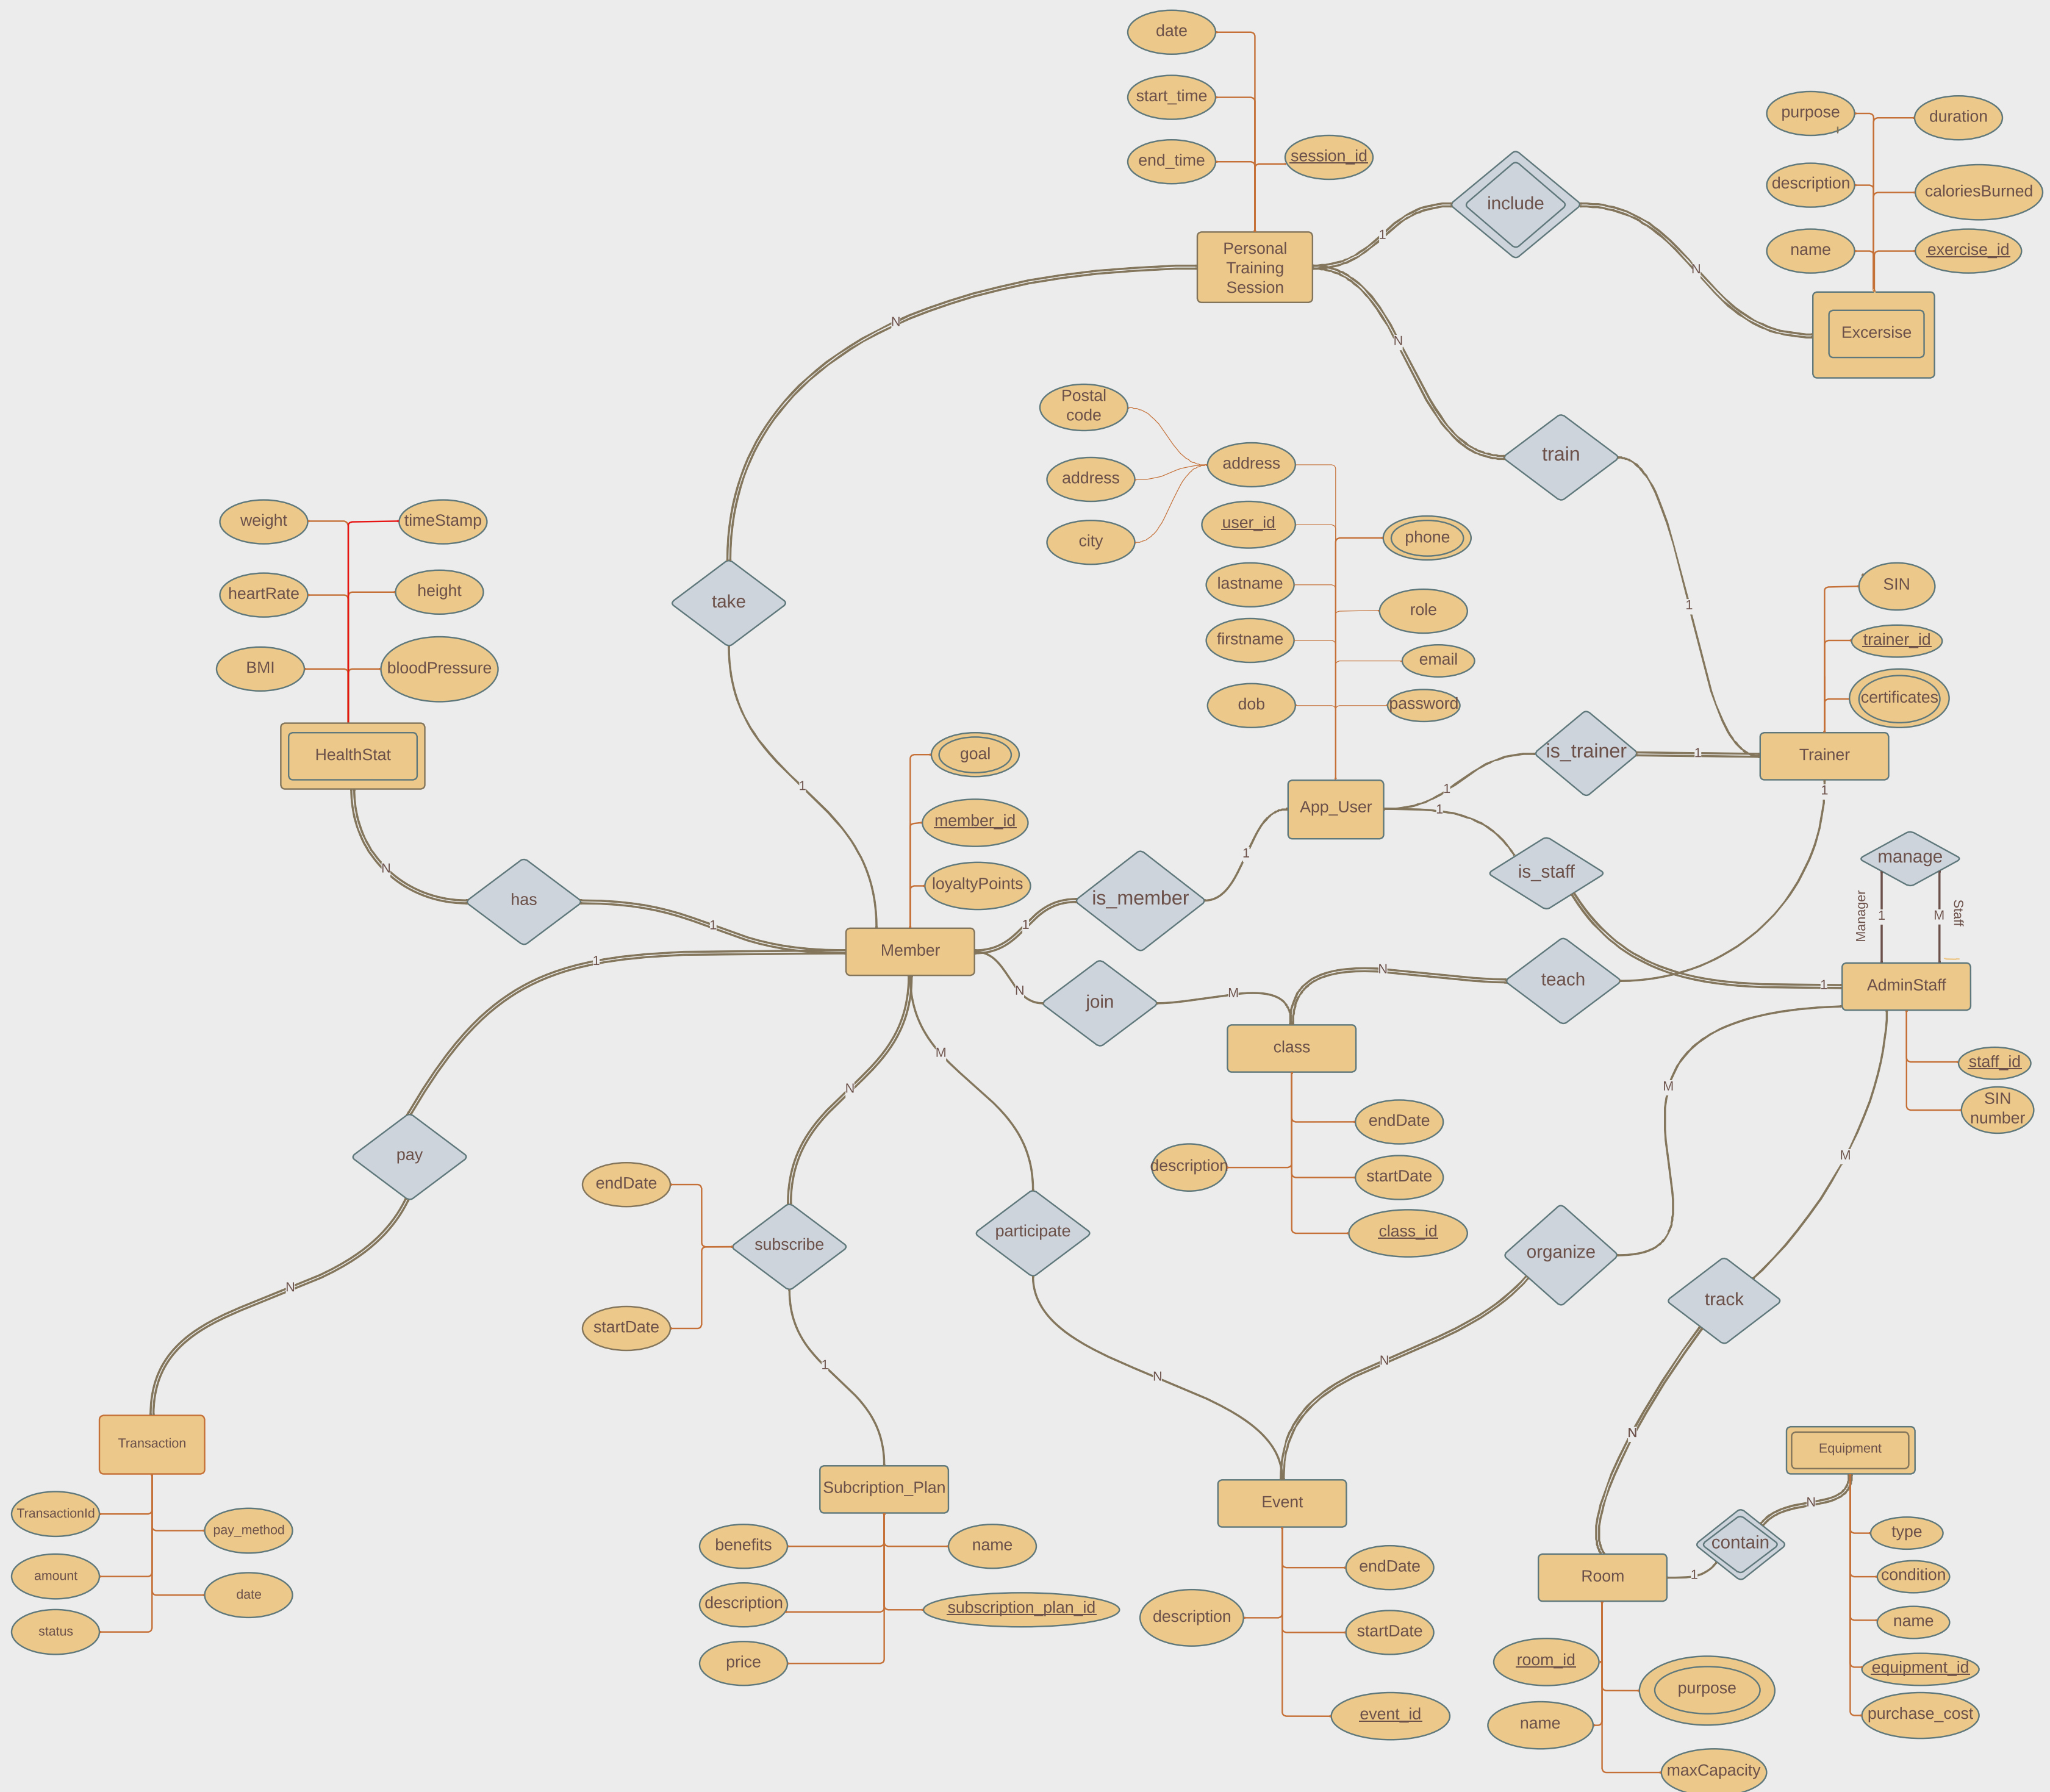 date
start_time
end_time
session_id
Personal
Training
Session
include
1
N
purpose
duration
description
caloriesBurned
name
exercise_id
Excersise
N
N
train
1
take
1
Postal
code
address
address
city
user_id
phone
lastname
role
firstname
email
dob
password
App_User
weight
timeStamp
heartRate
height
BMI
bloodPressure
HealthStat
N
has
1
goal
member_id
loyaltyPoints
Member
1
is_member
1
1
is_trainer
1
SIN
trainer_id
certificates
Trainer
1
1
is_staff
1
manage
Manager
1
M
Staff
AdminStaff
staff_id
SIN
number
N
join
M
N
teach
class
endDate
description
startDate
class_id
1
pay
N
Transaction
TransactionId
pay_method
amount
date
status
N
endDate
subscribe
startDate
1
Subcription_Plan
benefits
name
description
subscription_plan_id
price
M
participate
N
M
organize
N
Event
endDate
description
startDate
event_id
M
track
N
Room
1
contain
N
Equipment
type
condition
name
equipment_id
purchase_cost
room_id
purpose
name
maxCapacity